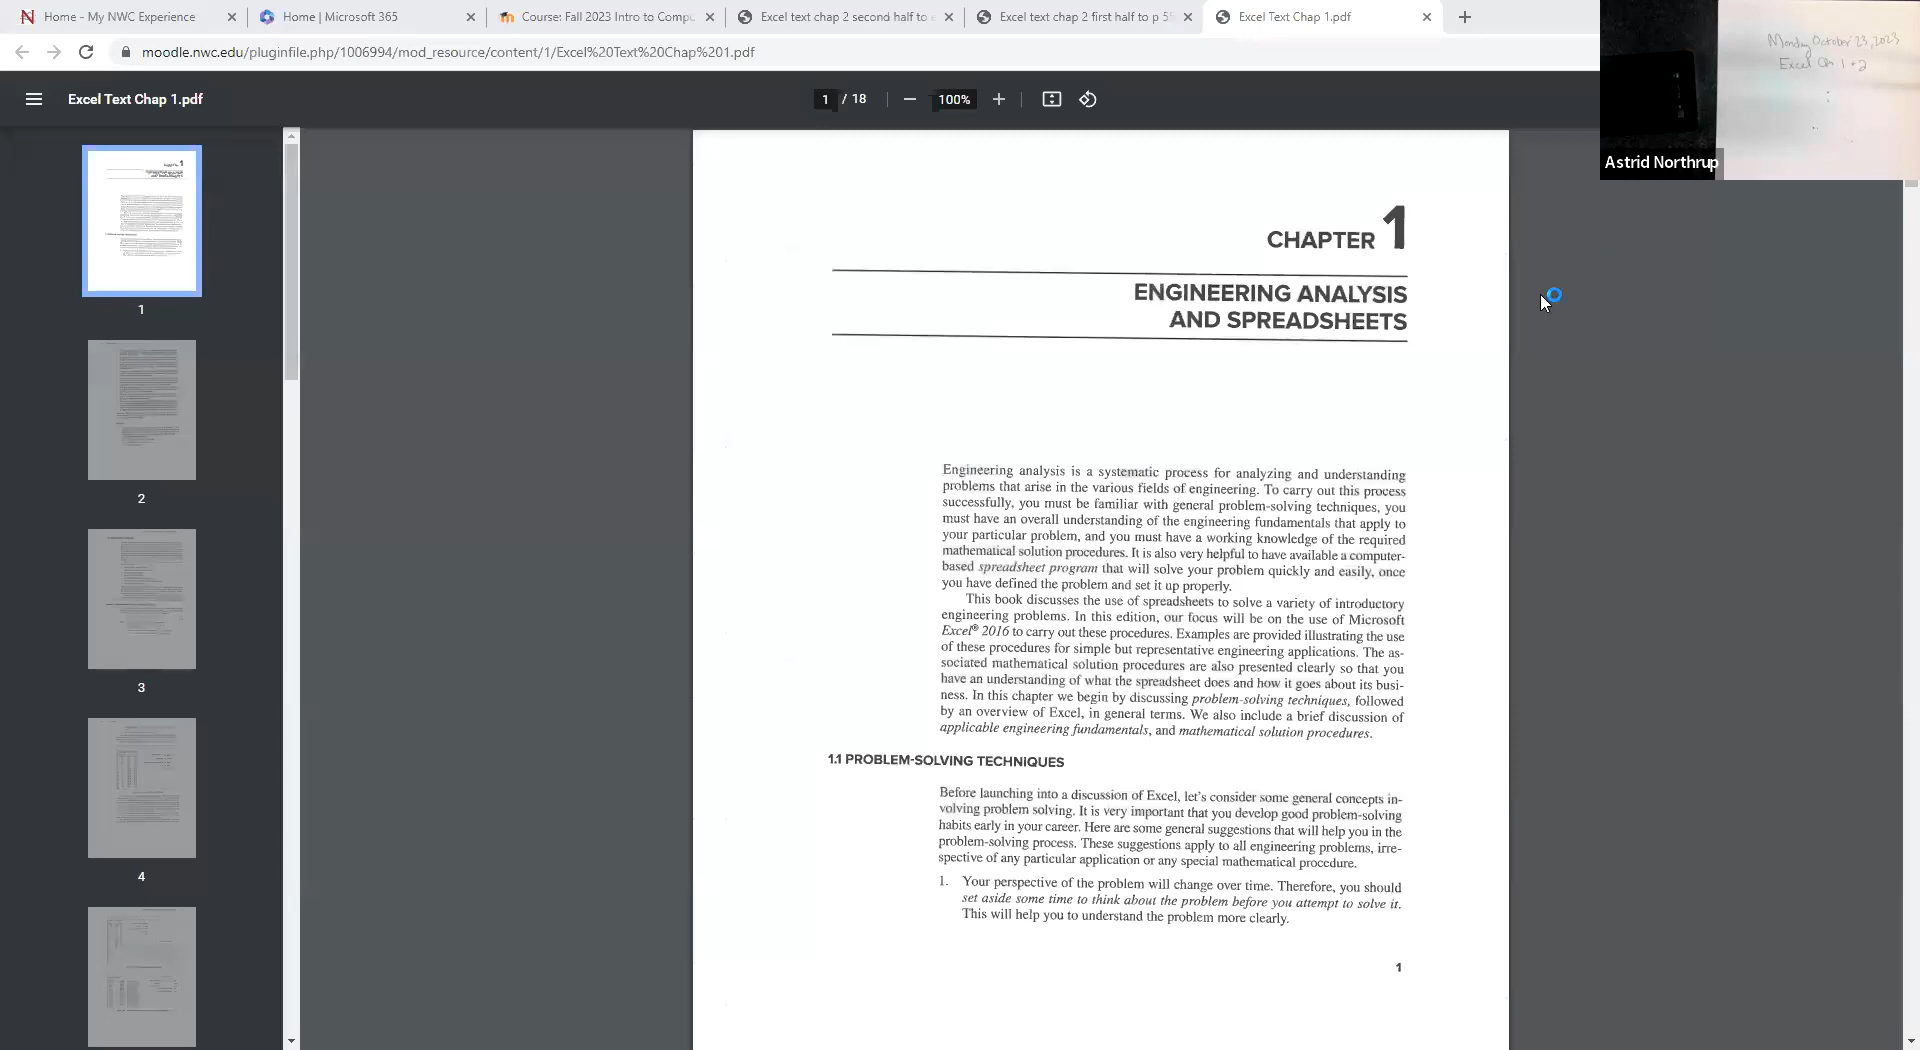 Home - My NWC Experience
Home | Microsoft 365
Course: Fall 2023 Intro to Compu
Excel text chap 2 second half to e
Excel text chap 2 first half to p 55
Excel Text Chap 1.pdf
moodle.nwc.edu/pluginfile.php/1006994/mod_resource/content/1/Excel%20Text%20Chap%201.pdf
Monday October 23, 2023
Excel Ch 1 + 2
Astrid Northrup
Excel Text Chap 1.pdf
1 / 18
100%
1
2
3
4
CHAPTER 1
ENGINEERING ANALYSIS
AND SPREADSHEETS
Engineering analysis is a systematic process for analyzing and understanding
problems that arise in the various fields of engineering. To carry out this process
successfully, you must be familiar with general problem-solving techniques, you
must have an overall understanding of the engineering fundamentals that apply to
your particular problem, and you must have a working knowledge of the required
mathematical solution procedures. It is also very helpful to have available a computer-
based spreadsheet program that will solve your problem quickly and easily, once
you have defined the problem and set it up properly.
This book discusses the use of spreadsheets to solve a variety of introductory
engineering problems. In this edition, our focus will be on the use of Microsoft
Excel® 2016 to carry out these procedures. Examples are provided illustrating the use
of these procedures for simple but representative engineering applications. The as-
sociated mathematical solution procedures are also presented clearly so that you
have an understanding of what the spreadsheet does and how it goes about its busi-
ness. In this chapter we begin by discussing problem-solving techniques, followed
by an overview of Excel, in general terms. We also include a brief discussion of
applicable engineering fundamentals, and mathematical solution procedures.
1.1 PROBLEM-SOLVING TECHNIQUES
Before launching into a discussion of Excel, let's consider some general concepts in-
volving problem solving. It is very important that you develop good problem-solving
habits early in your career. Here are some general suggestions that will help you in the
problem-solving process. These suggestions apply to all engineering problems, irre-
spective of any particular application or any special mathematical procedure.
1. Your perspective of the problem will change over time. Therefore, you should
set aside some time to think about the problem before you attempt to solve it.
This will help you to understand the problem more clearly.
1